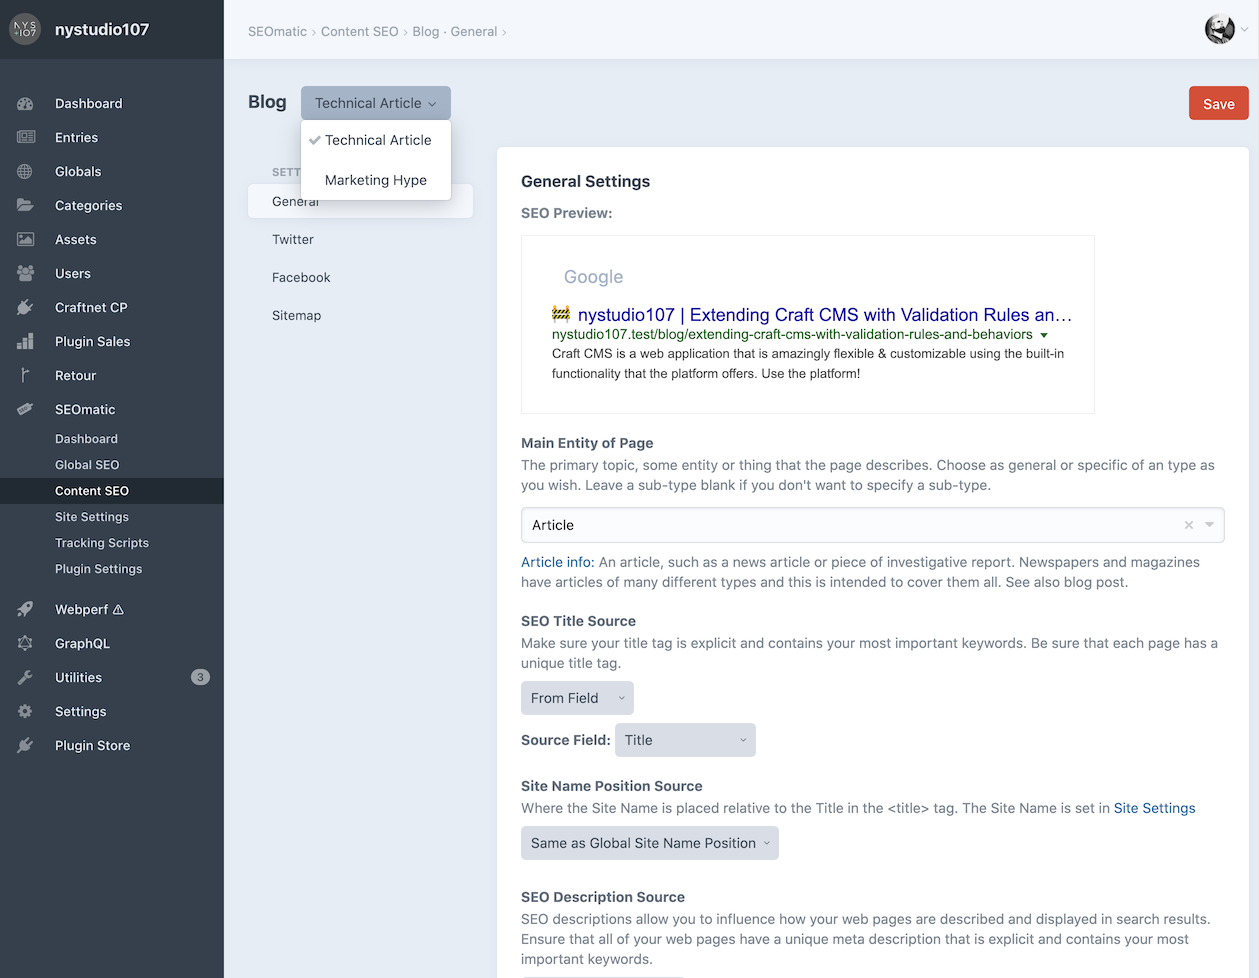 NYS
+107
nystudio107
SEOmatic › Content SEO › Blog · General ›
Dashboard
Entries
Globals
Categories
Assets
Users
Craftnet CP
Plugin Sales
Retour
SEOmatic
Dashboard
Global SEO
Content SEO
Site Settings
Tracking Scripts
Plugin Settings
Webperf
GraphQL
Utilities 3
Settings
Plugin Store
Blog
Technical Article
Technical Article
Marketing Hype
Save
SETT
General
Twitter
Facebook
Sitemap
General Settings
SEO Preview:
Google
🚧 nystudio107 | Extending Craft CMS with Validation Rules an…
nystudio107.test/blog/extending-craft-cms-with-validation-rules-and-behaviors
Craft CMS is a web application that is amazingly flexible & customizable using the built-in
functionality that the platform offers. Use the platform!
Main Entity of Page
The primary topic, some entity or thing that the page describes. Choose as general or specific of an type as
you wish. Leave a sub-type blank if you don't want to specify a sub-type.
Article
Article info: An article, such as a news article or piece of investigative report. Newspapers and magazines
have articles of many different types and this is intended to cover them all. See also blog post.
SEO Title Source
Make sure your title tag is explicit and contains your most important keywords. Be sure that each page has a
unique title tag.
From Field
Source Field: Title
Site Name Position Source
Where the Site Name is placed relative to the Title in the <title> tag. The Site Name is set in Site Settings
Same as Global Site Name Position
SEO Description Source
SEO descriptions allow you to influence how your web pages are described and displayed in search results.
Ensure that all of your web pages have a unique meta description that is explicit and contains your most
important keywords.